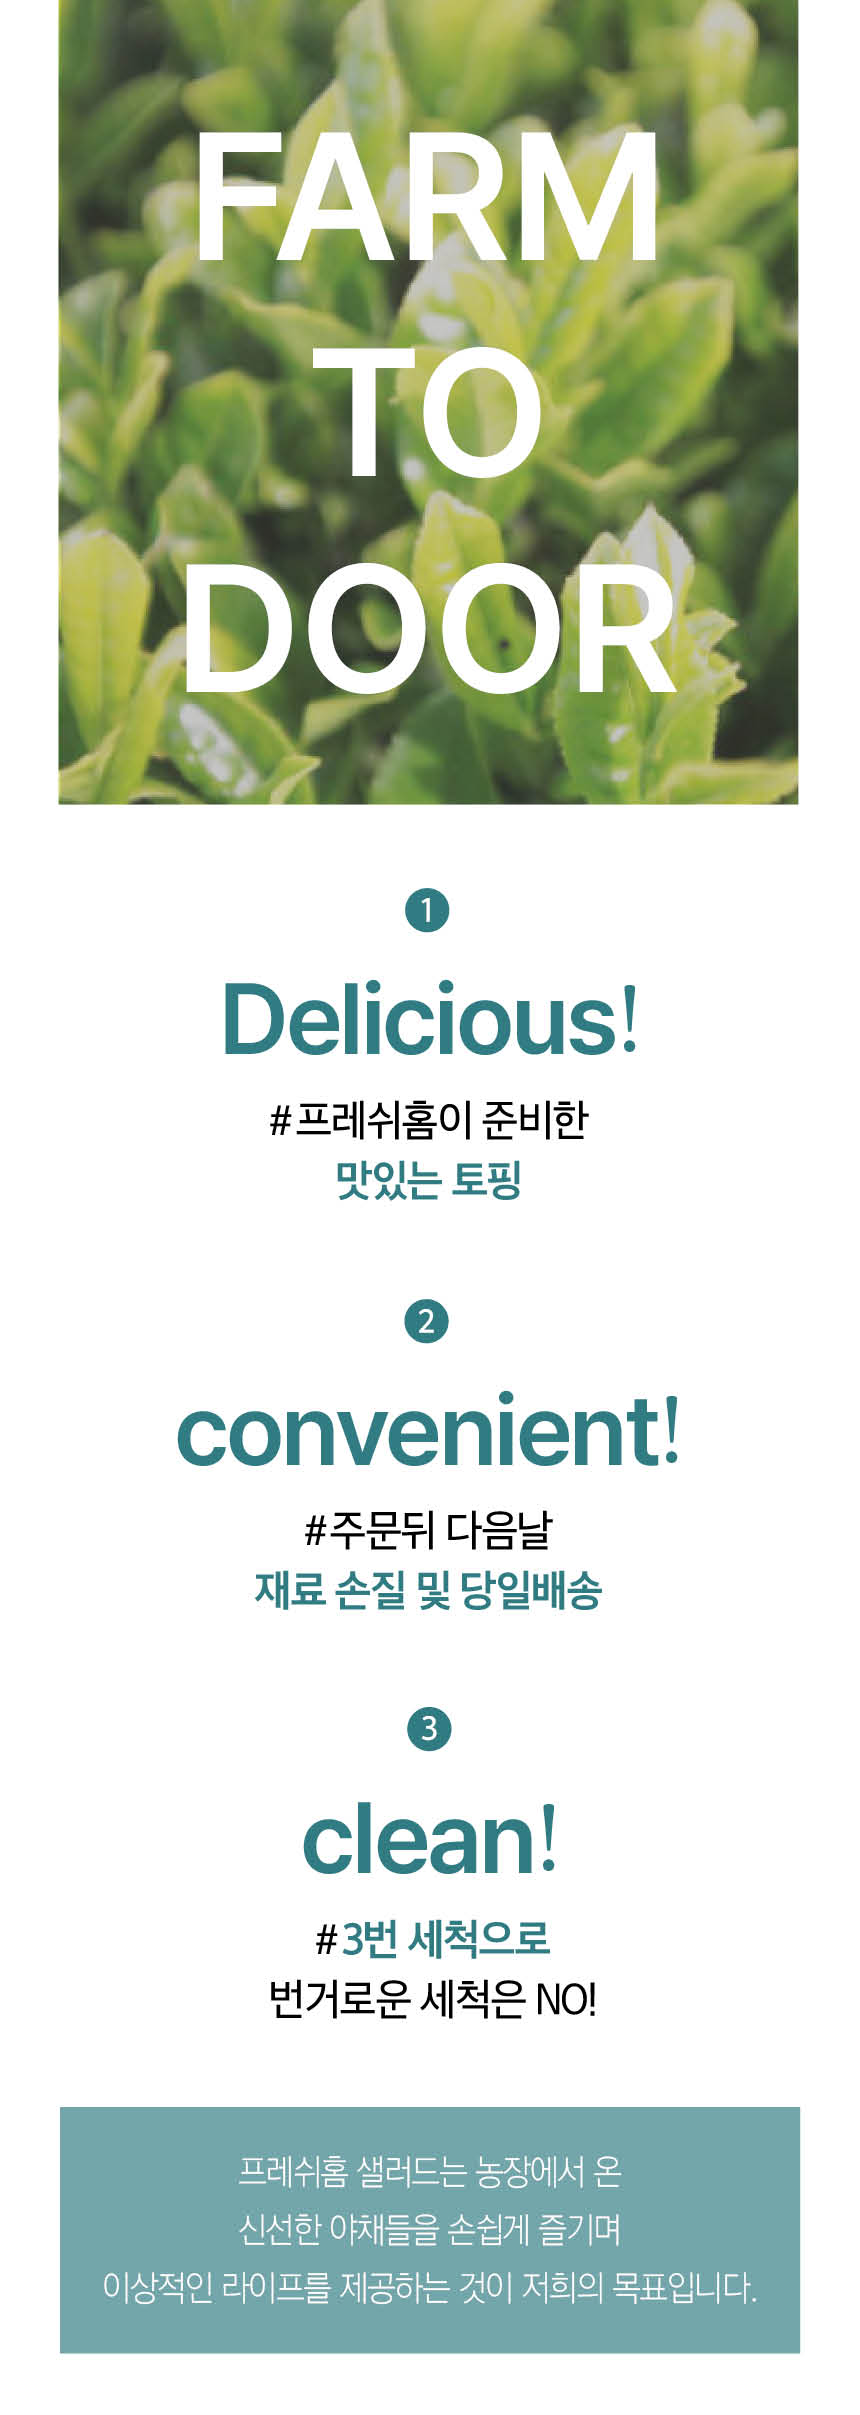 FARM
TO
DOOR
1
Delicious!
#프레쉬홈이 준비한
맛있는 토핑
2
convenient!
#주문뒤 다음날
재료 손질 및 당일배송
3
clean!
#3번 세척으로
번거로운 세척은 NO!
프레쉬홈 샐러드는 농장에서 온
신선한 야채들을 손쉽게 즐기며
이상적인 라이프를 제공하는 것이 저희의 목표입니다.